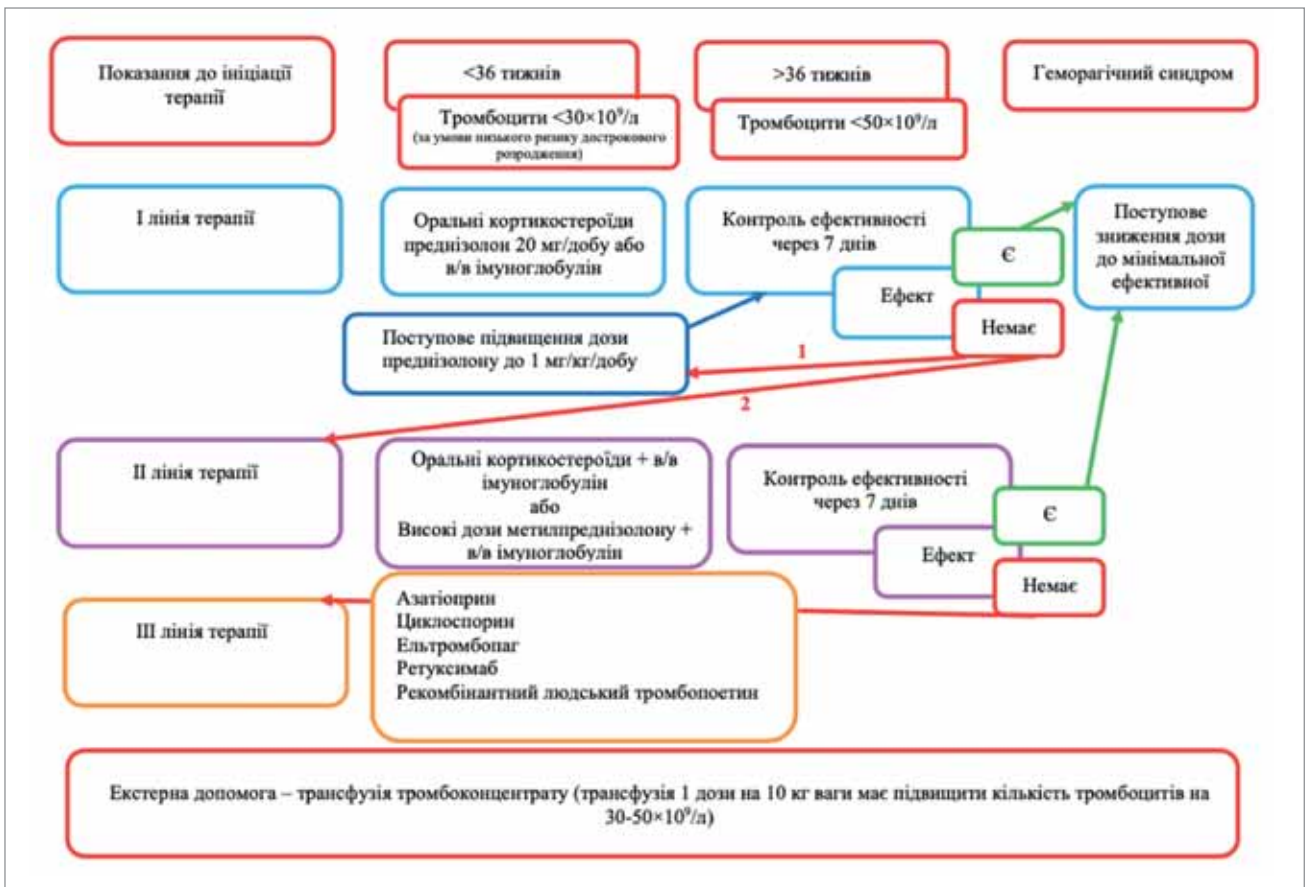 Показання до ініціації
терапії
<36 тижнів
Тромбоцити <30×10⁹/л
(за умови низького ризику дострокового
розродження)
>36 тижнів
Тромбоцити <50×10⁹/л
Геморагічний синдром
І лінія терапії
Оральні кортикостероїди
преднізолон 20 мг/добу або
в/в імуноглобулін
Контроль ефективності
через 7 днів
Ефект
Є
Немає
Поступове
зниження дози
до мінімальної
ефективної
Поступове підвищення дози
преднізолону до 1 мг/кг/добу
1
2
ІІ лінія терапії
Оральні кортикостероїди + в/в
імуноглобулін
або
Високі дози метилпреднізолону +
в/в імуноглобулін
Контроль ефективності
через 7 днів
Ефект
Є
Немає
ІІІ лінія терапії
Азатіоприн
Циклоспорин
Ельтромбопаг
Ретуксимаб
Рекомбінантний людський тромбопоетин
Екстерна допомога – трансфузія тромбоконцентрату (трансфузія 1 дози на 10 кг ваги має підвищити кількість тромбоцитів на
30-50×10⁹/л)